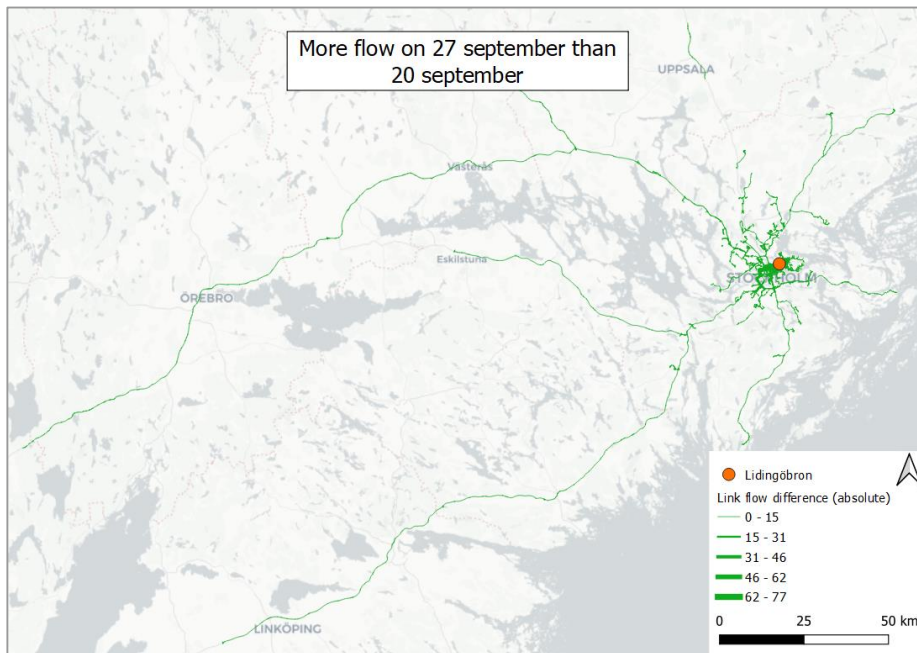 More flow on 27 september than
20 september
UPPSALA
Västerås
Eskilstuna
STOCKHOLM
ÖREBRO
LINKÖPING
Lidingöbron
Link flow difference (absolute)
0 - 15
15 - 31
31 - 46
46 - 62
62 - 77
0 25 50 km